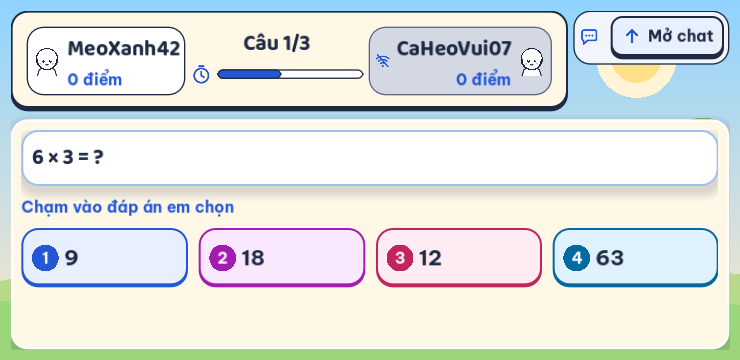 MeoXanh42
0 điểm
Câu 1/3
CaHeoVui07
0 điểm
Mở chat
6 × 3 = ?
Chạm vào đáp án em chọn
1 9
2 18
3 12
4 63